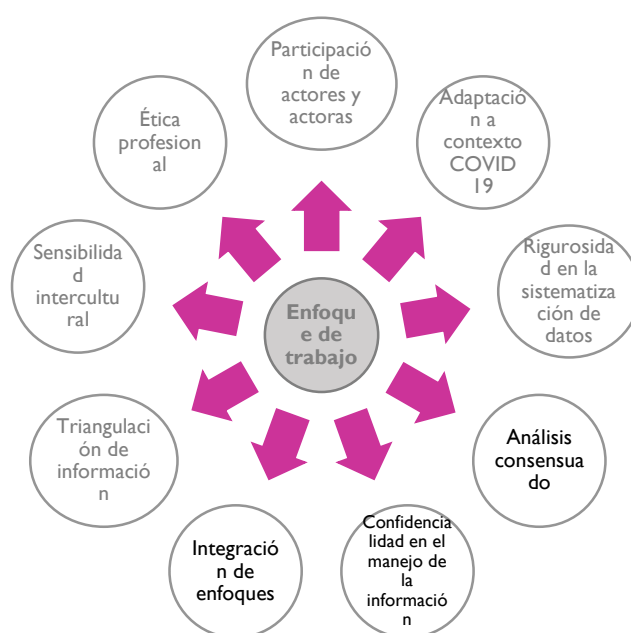 Participació
n de
actores y
actoras
Adaptació
n a
contexto
COVID
19
Rigurosida
d en la
sistematiza
ción de
datos
Análisis
consensua
do
Confidencia
lidad en el
manejo de
la
informació
n
Integració
n de
enfoques
Triangulaci
ón de
informació
n
Sensibilida
d
intercultu
ral
Ética
profesion
al
Enfoqu
e de
trabajo